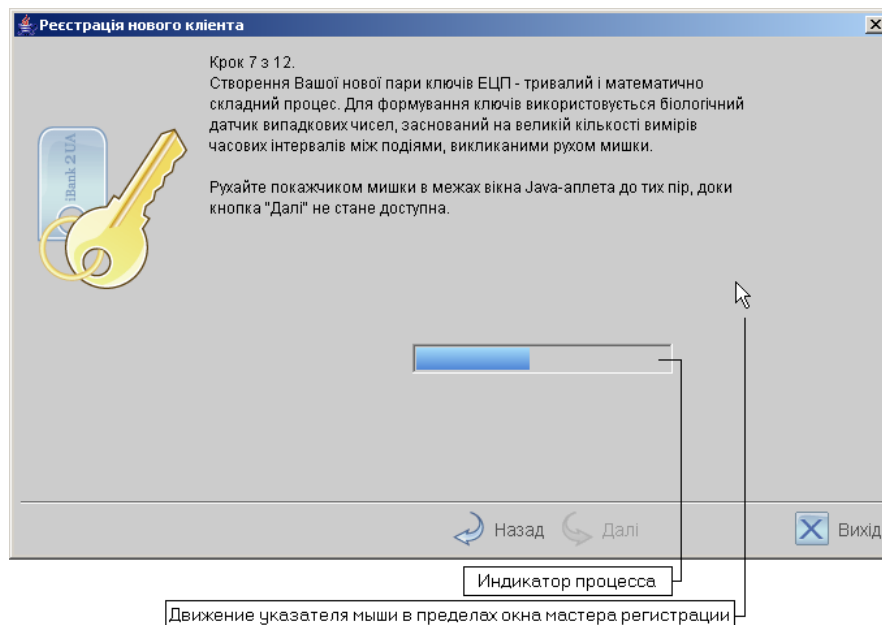 Реєстрація нового клієнта
Крок 7 з 12.
Створення Вашої нової пари ключів ЕЦП - тривалий і математично
складний процес. Для формування ключів використовується біологічний
датчик випадкових чисел, заснований на великій кількості вимірів
часових інтервалів між подіями, викликаними рухом мишки.
Рухайте покажчиком мишки в межах вікна Java-аплета до тих пір, доки
кнопка "Далі" не стане доступна.
iBank 2 UA
Назад Далі Вихід
Индикатор процесса
Движение указателя мыши в пределах окна мастера регистрации